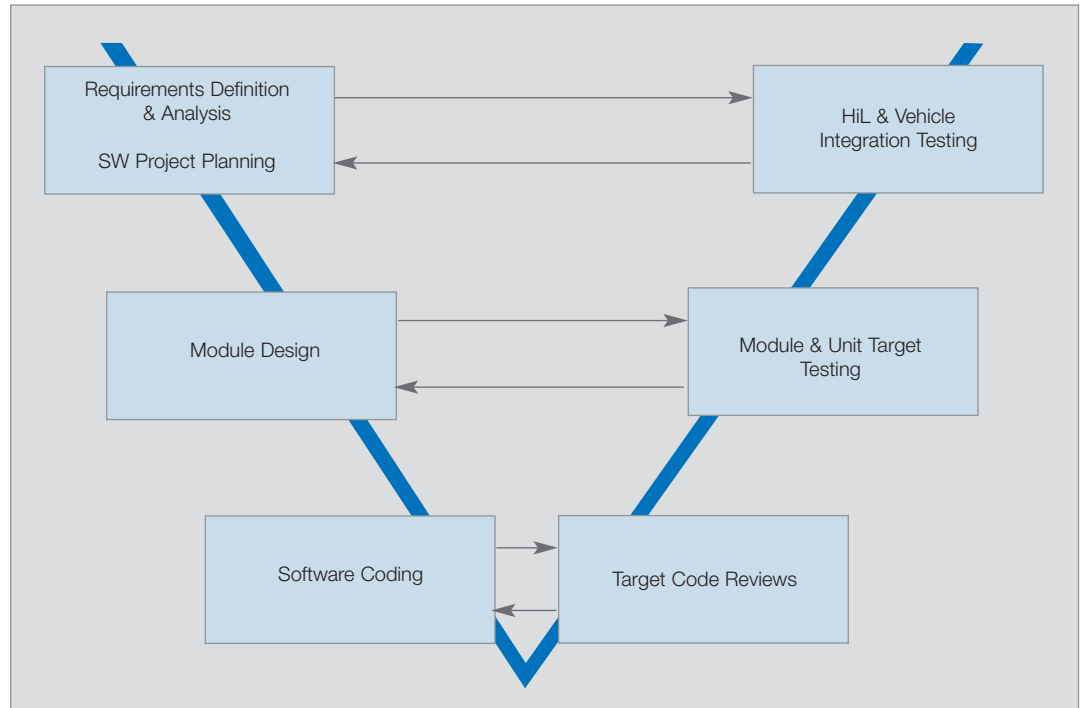 Requirements Definition
& Analysis
SW Project Planning
HiL & Vehicle
Integration Testing
Module Design
Module & Unit Target
Testing
Software Coding
Target Code Reviews